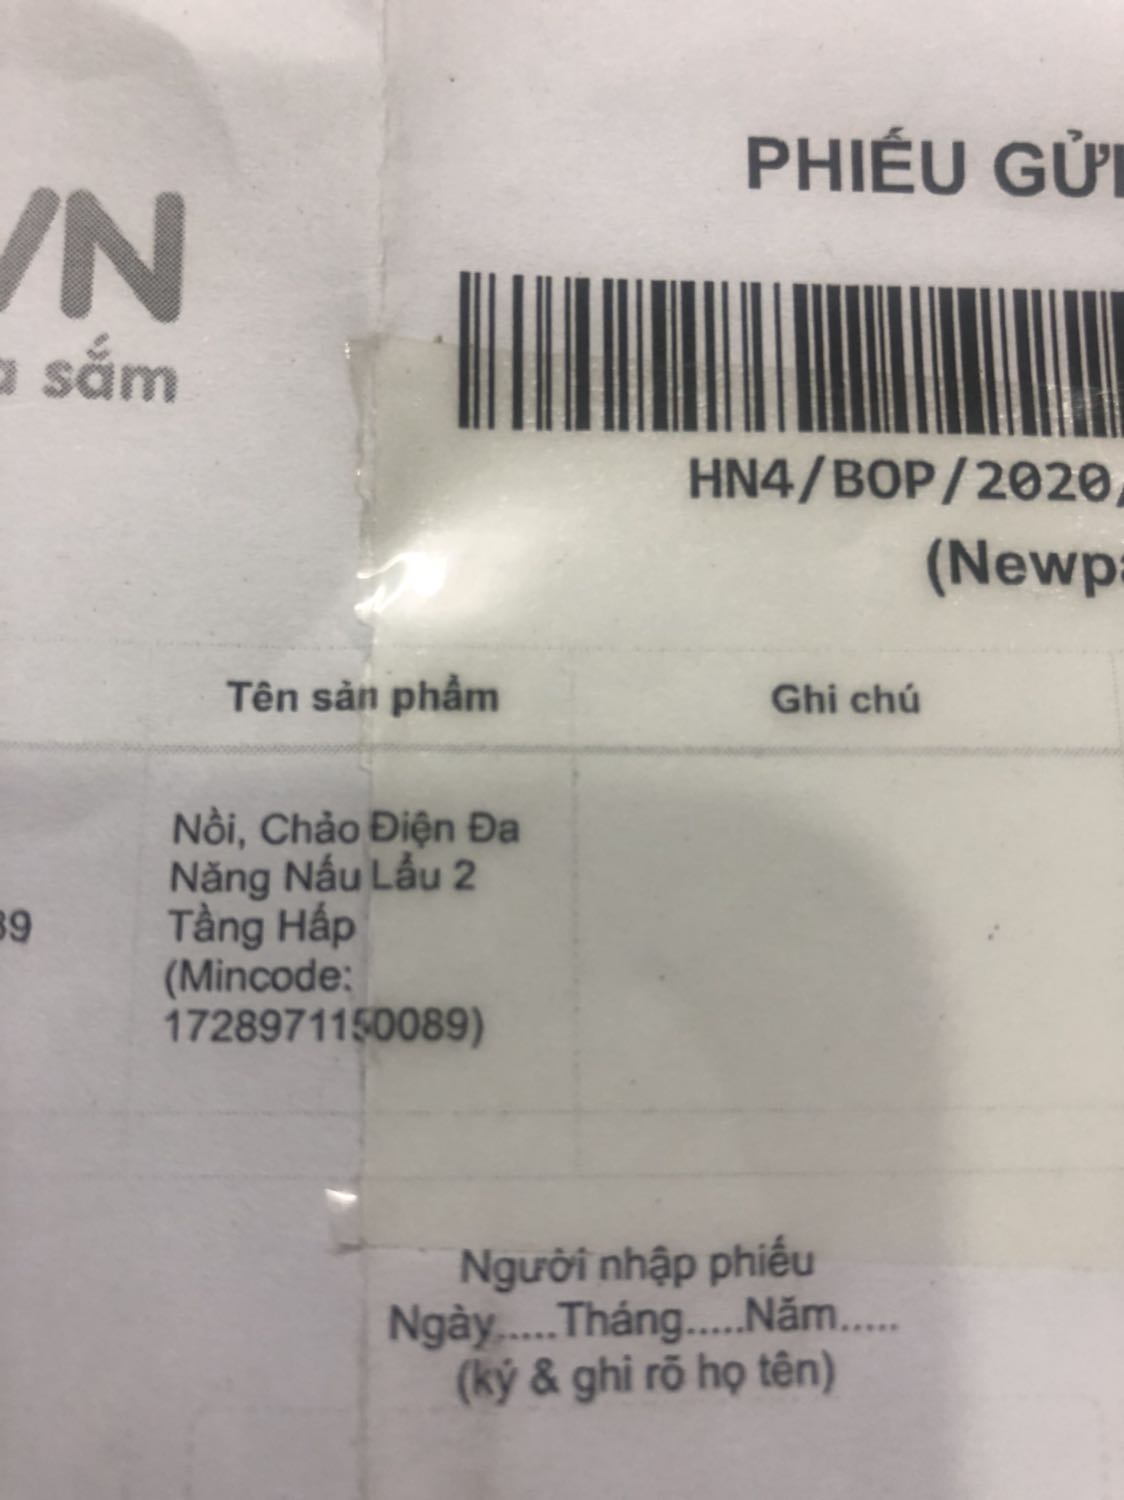 VN
sắm
PHIẾU GỬI
HN4/BOP/2020/
(Newpa
Tên sản phẩm
Ghi chú
Nồi, Chảo Điện Đa
Năng Nấu Lẩu 2
Tầng Hấp
(Mincode:
1728971150089)
39
Người nhập phiếu
Ngày.....Tháng.....Năm.....
(ký & ghi rõ họ tên)